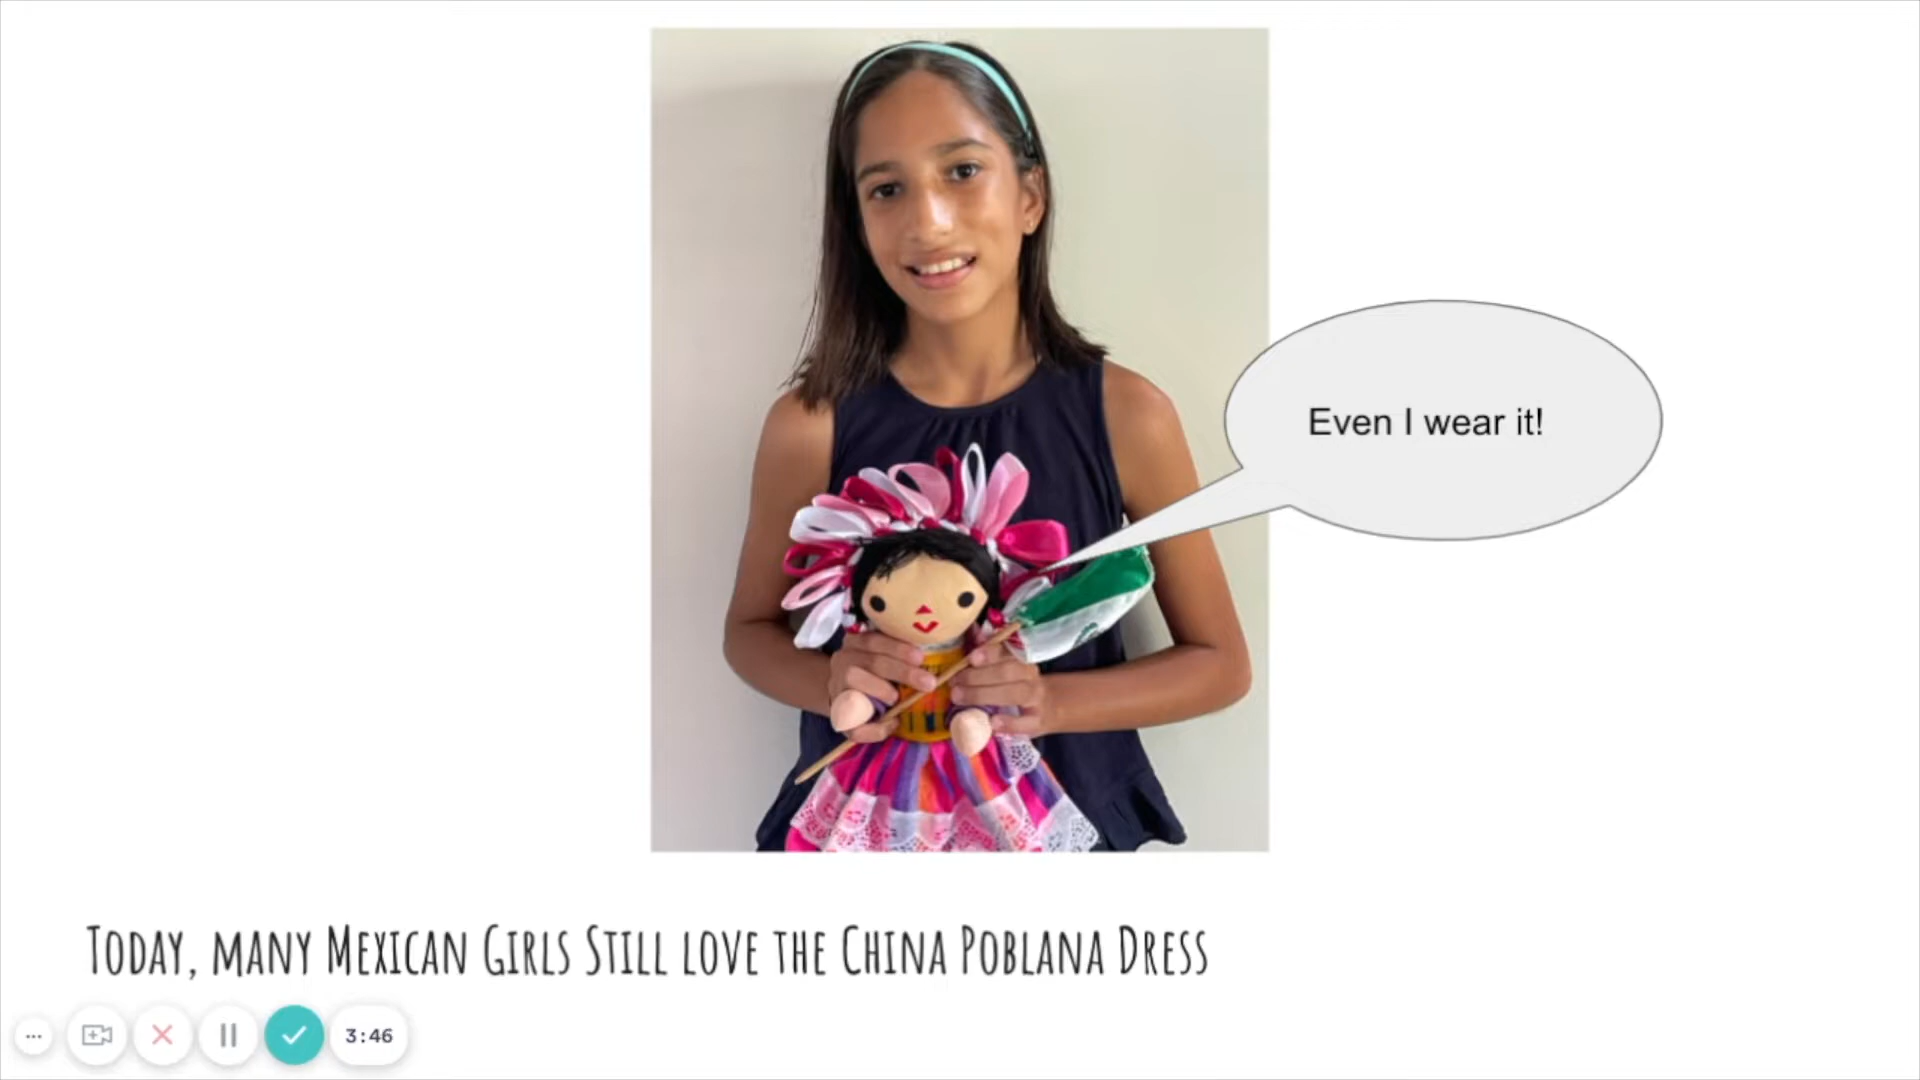 Even I wear it!
Today, many Mexican Girls Still love the China Poblana Dress
3:46